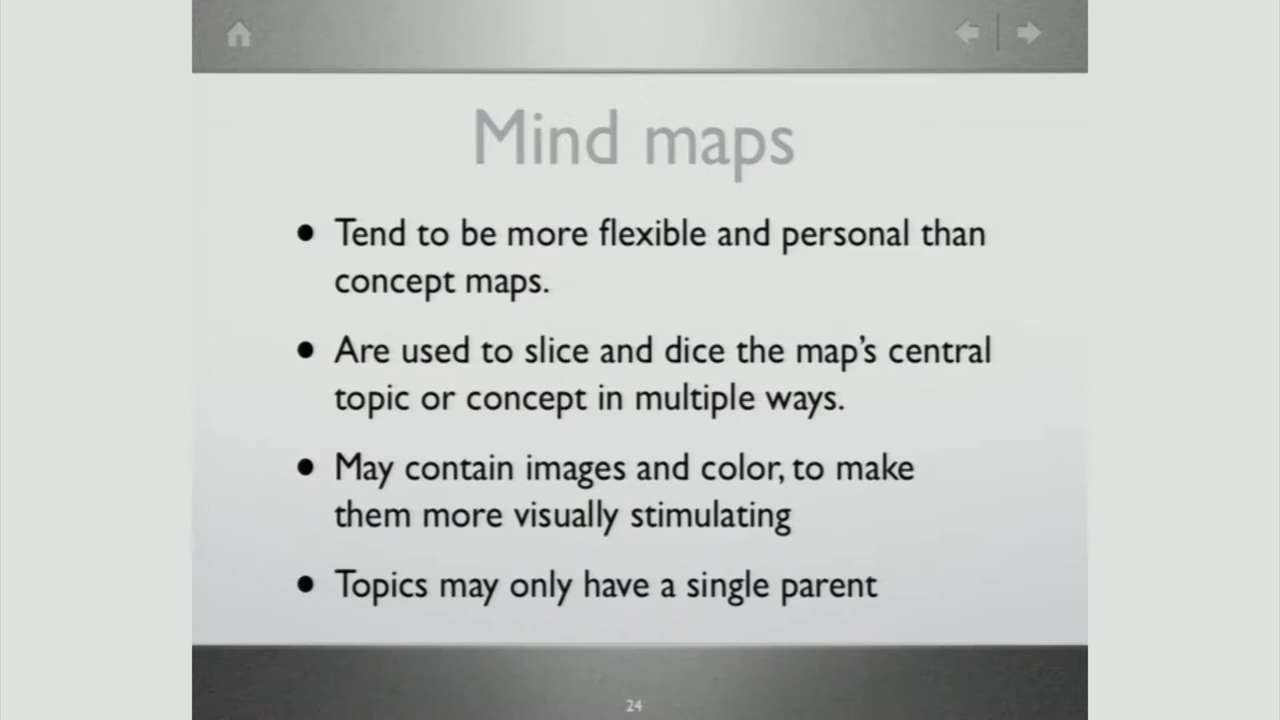 Mind maps
• Tend to be more flexible and personal than
concept maps.
• Are used to slice and dice the map's central
topic or concept in multiple ways.
• May contain images and color, to make
them more visually stimulating
• Topics may only have a single parent
24